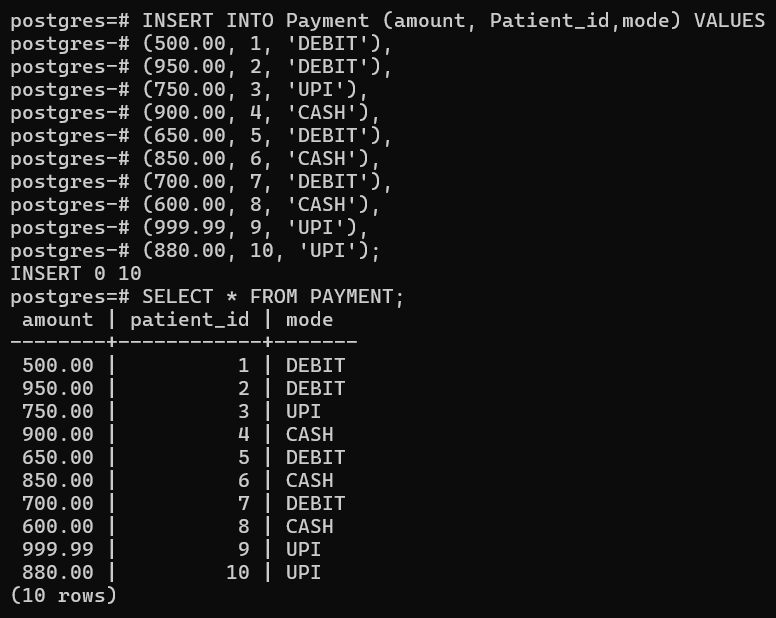 postgres=# INSERT INTO Payment (amount, Patient_id,mode) VALUES
postgres-# (500.00, 1, 'DEBIT'),
postgres-# (950.00, 2, 'DEBIT'),
postgres-# (750.00, 3, 'UPI'),
postgres-# (900.00, 4, 'CASH'),
postgres-# (650.00, 5, 'DEBIT'),
postgres-# (850.00, 6, 'CASH'),
postgres-# (700.00, 7, 'DEBIT'),
postgres-# (600.00, 8, 'CASH'),
postgres-# (999.99, 9, 'UPI'),
postgres-# (880.00, 10, 'UPI');
INSERT 0 10
postgres=# SELECT * FROM PAYMENT;
 amount | patient_id | mode
--------+------------+-------
 500.00 |          1 | DEBIT
 950.00 |          2 | DEBIT
 750.00 |          3 | UPI
 900.00 |          4 | CASH
 650.00 |          5 | DEBIT
 850.00 |          6 | CASH
 700.00 |          7 | DEBIT
 600.00 |          8 | CASH
 999.99 |          9 | UPI
 880.00 |         10 | UPI
(10 rows)